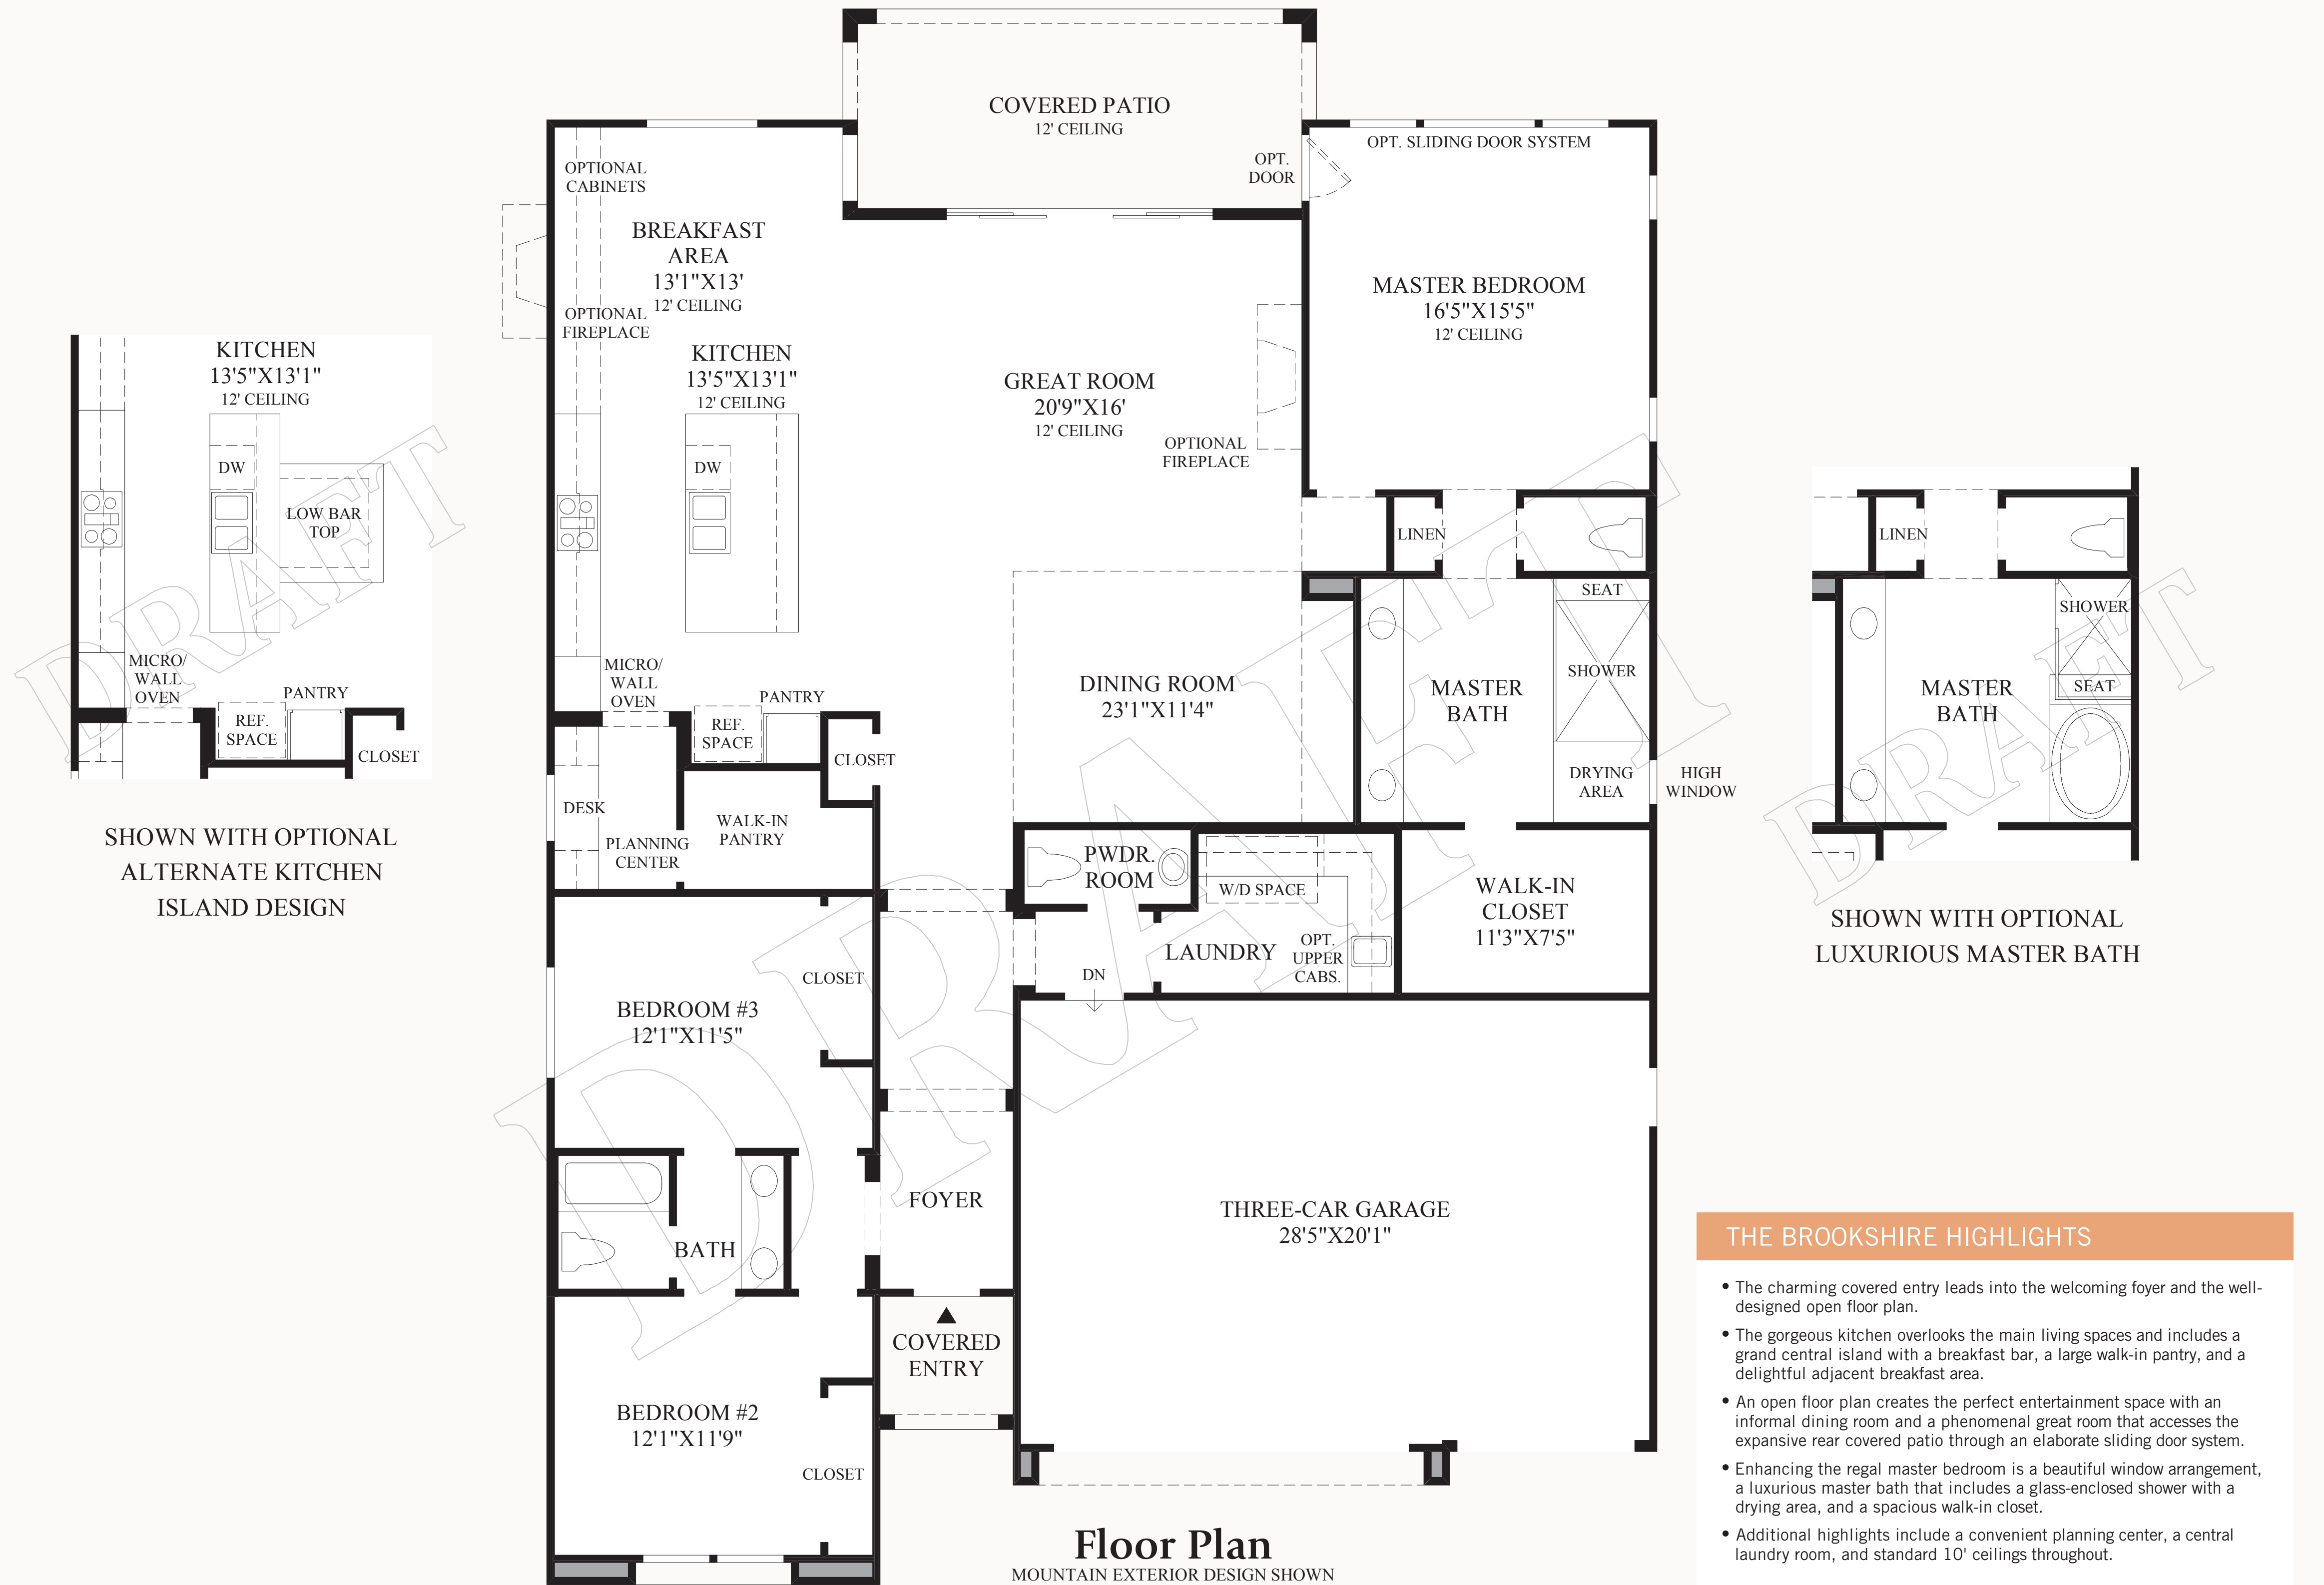 COVERED PATIO
12' CEILING
OPT.
DOOR
OPT. SLIDING DOOR SYSTEM
OPTIONAL
CABINETS
BREAKFAST
AREA
13'1"X13'
12' CEILING
OPTIONAL
FIREPLACE
KITCHEN
13'5"X13'1"
12' CEILING
DW
GREAT ROOM
20'9"X16'
12' CEILING
OPTIONAL
FIREPLACE
MASTER BEDROOM
16'5"X15'5"
12' CEILING
LINEN
SEAT
SHOWER
MASTER
BATH
DRYING
AREA
HIGH
WINDOW
DINING ROOM
23'1"X11'4"
MICRO/
WALL
OVEN
REF.
SPACE
PANTRY
CLOSET
DESK
PLANNING
CENTER
WALK-IN
PANTRY
PWDR.
ROOM
W/D SPACE
LAUNDRY
OPT.
UPPER
CABS.
DN
WALK-IN
CLOSET
11'3"X7'5"
BEDROOM #3
12'1"X11'5"
CLOSET
BATH
FOYER
THREE-CAR GARAGE
28'5"X20'1"
COVERED
ENTRY
BEDROOM #2
12'1"X11'9"
CLOSET
DRAFT
Floor Plan
MOUNTAIN EXTERIOR DESIGN SHOWN
KITCHEN
13'5"X13'1"
12' CEILING
DW
LOW BAR
TOP
MICRO/
WALL
OVEN
REF.
SPACE
PANTRY
CLOSET
DRAFT
SHOWN WITH OPTIONAL
ALTERNATE KITCHEN
ISLAND DESIGN
LINEN
SHOWER
SEAT
MASTER
BATH
DRAFT
SHOWN WITH OPTIONAL
LUXURIOUS MASTER BATH
THE BROOKSHIRE HIGHLIGHTS
• The charming covered entry leads into the welcoming foyer and the well-
designed open floor plan.
• The gorgeous kitchen overlooks the main living spaces and includes a
grand central island with a breakfast bar, a large walk-in pantry, and a
delightful adjacent breakfast area.
• An open floor plan creates the perfect entertainment space with an
informal dining room and a phenomenal great room that accesses the
expansive rear covered patio through an elaborate sliding door system.
• Enhancing the regal master bedroom is a beautiful window arrangement,
a luxurious master bath that includes a glass-enclosed shower with a
drying area, and a spacious walk-in closet.
• Additional highlights include a convenient planning center, a central
laundry room, and standard 10' ceilings throughout.